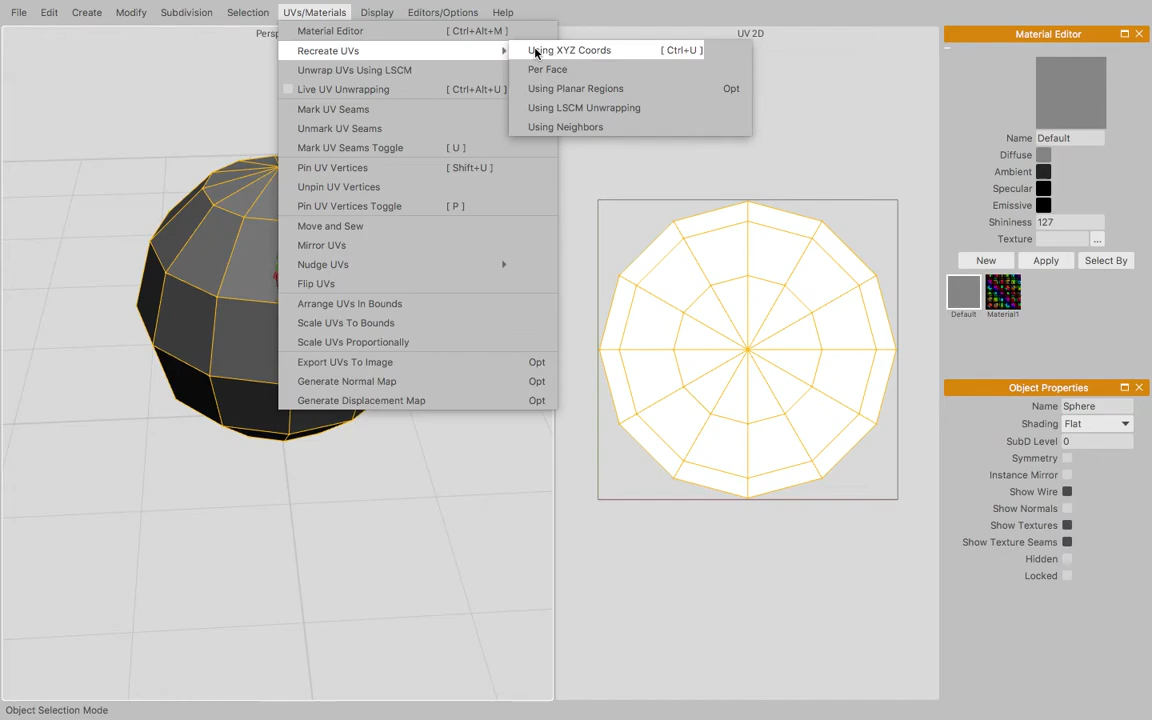 File Edit Create Modify Subdivision Selection UVs/Materials Display Editors/Options Help
UV 2D
Material Editor [ Ctrl+Alt+M ]
Recreate UVs
Unwrap UVs Using LSCM
Live UV Unwrapping [ Ctrl+Alt+U ]
Mark UV Seams
Unmark UV Seams
Mark UV Seams Toggle [ U ]
Pin UV Vertices [ Shift+U ]
Unpin UV Vertices
Pin UV Vertices Toggle [ P ]
Move and Sew
Mirror UVs
Nudge UVs
Flip UVs
Arrange UVs In Bounds
Scale UVs To Bounds
Scale UVs Proportionally
Export UVs To Image Opt
Generate Normal Map Opt
Generate Displacement Map Opt
Using XYZ Coords [ Ctrl+U ]
Per Face
Using Planar Regions Opt
Using LSCM Unwrapping
Using Neighbors
Material Editor
Name Default
Diffuse
Ambient
Specular
Emissive
Shininess 127
Texture ...
New Apply Select By
Default Material1
Object Properties
Name Sphere
Shading Flat
SubD Level 0
Symmetry
Instance Mirror
Show Wire
Show Normals
Show Textures
Show Texture Seams
Hidden
Locked
Object Selection Mode